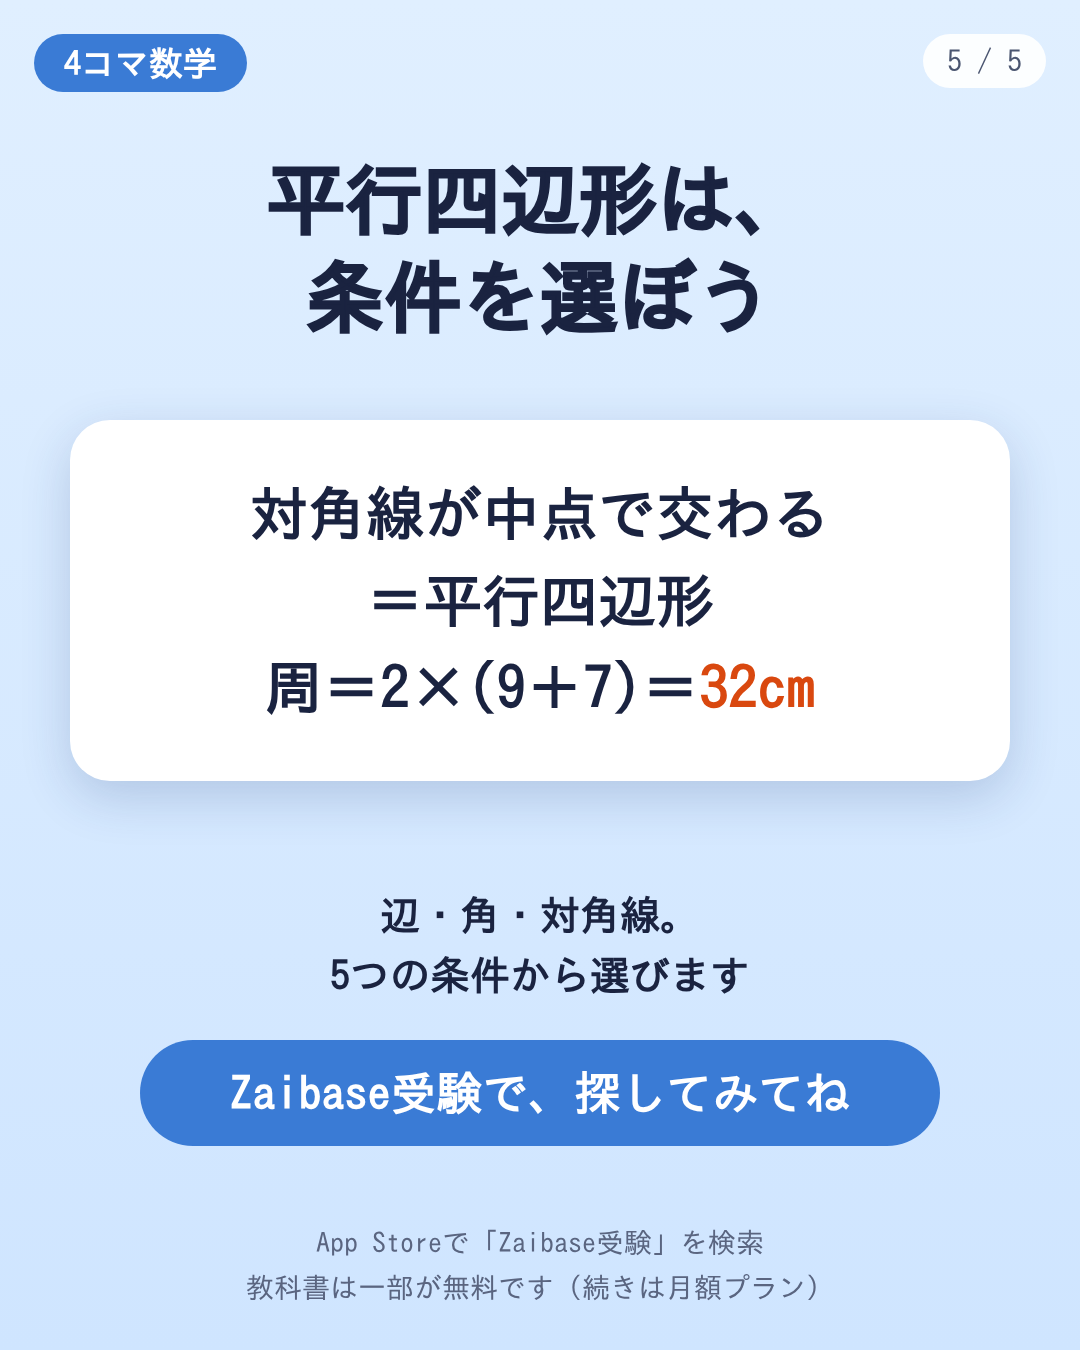 4コマ数学
5 / 5
平行四辺形は、
条件を選ぼう
対角線が中点で交わる
＝平行四辺形
周＝2×(9＋7)＝32cm
辺・角・対角線。
5つの条件から選びます
Zaibase受験で、探してみてね
App Storeで「Zaibase受験」を検索
教科書は一部が無料です（続きは月額プラン）